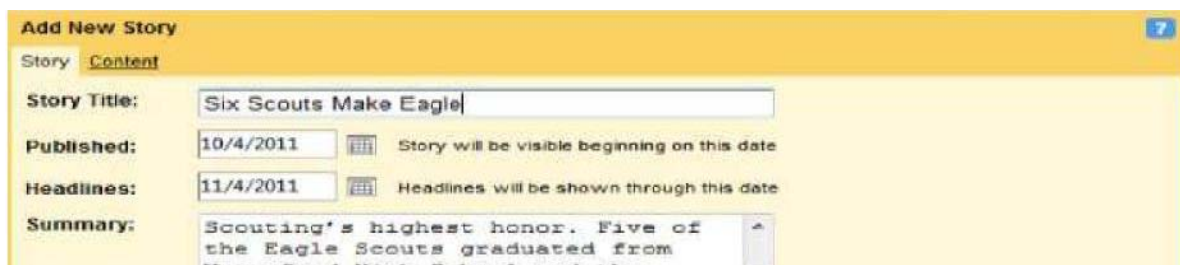 Add New Story
?
Story Content
Story Title: Six Scouts Make Eagle
Published: 10/4/2011 Story will be visible beginning on this date
Headlines: 11/4/2011 Headlines will be shown through this date
Summary: Scouting's highest honor. Five of
the Eagle Scouts graduated from